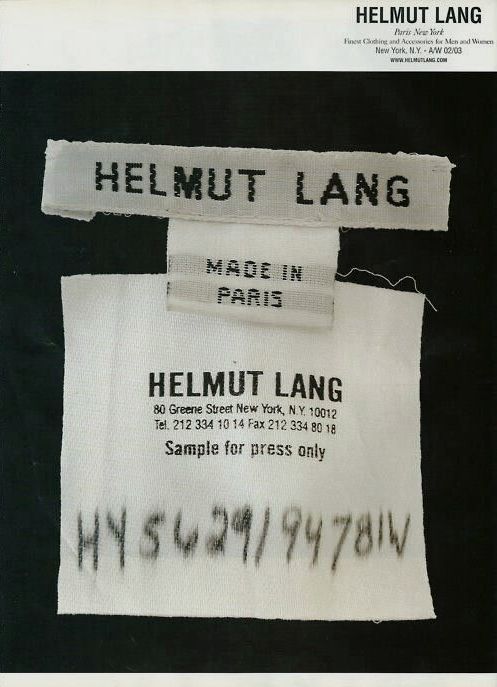 HELMUT LANG
Paris New York
Finest Clothing and Accessories for Men and Women
New York, N.Y. - A/W 02/03
WWW.HELMUTLANG.COM
HELMUT LANG
MADE IN
PARIS
HELMUT LANG
80 Greene Street New York, N.Y. 10012
Tel. 212 334 10 14 Fax 212 334 80 18
Sample for press only
HY5629/94781W